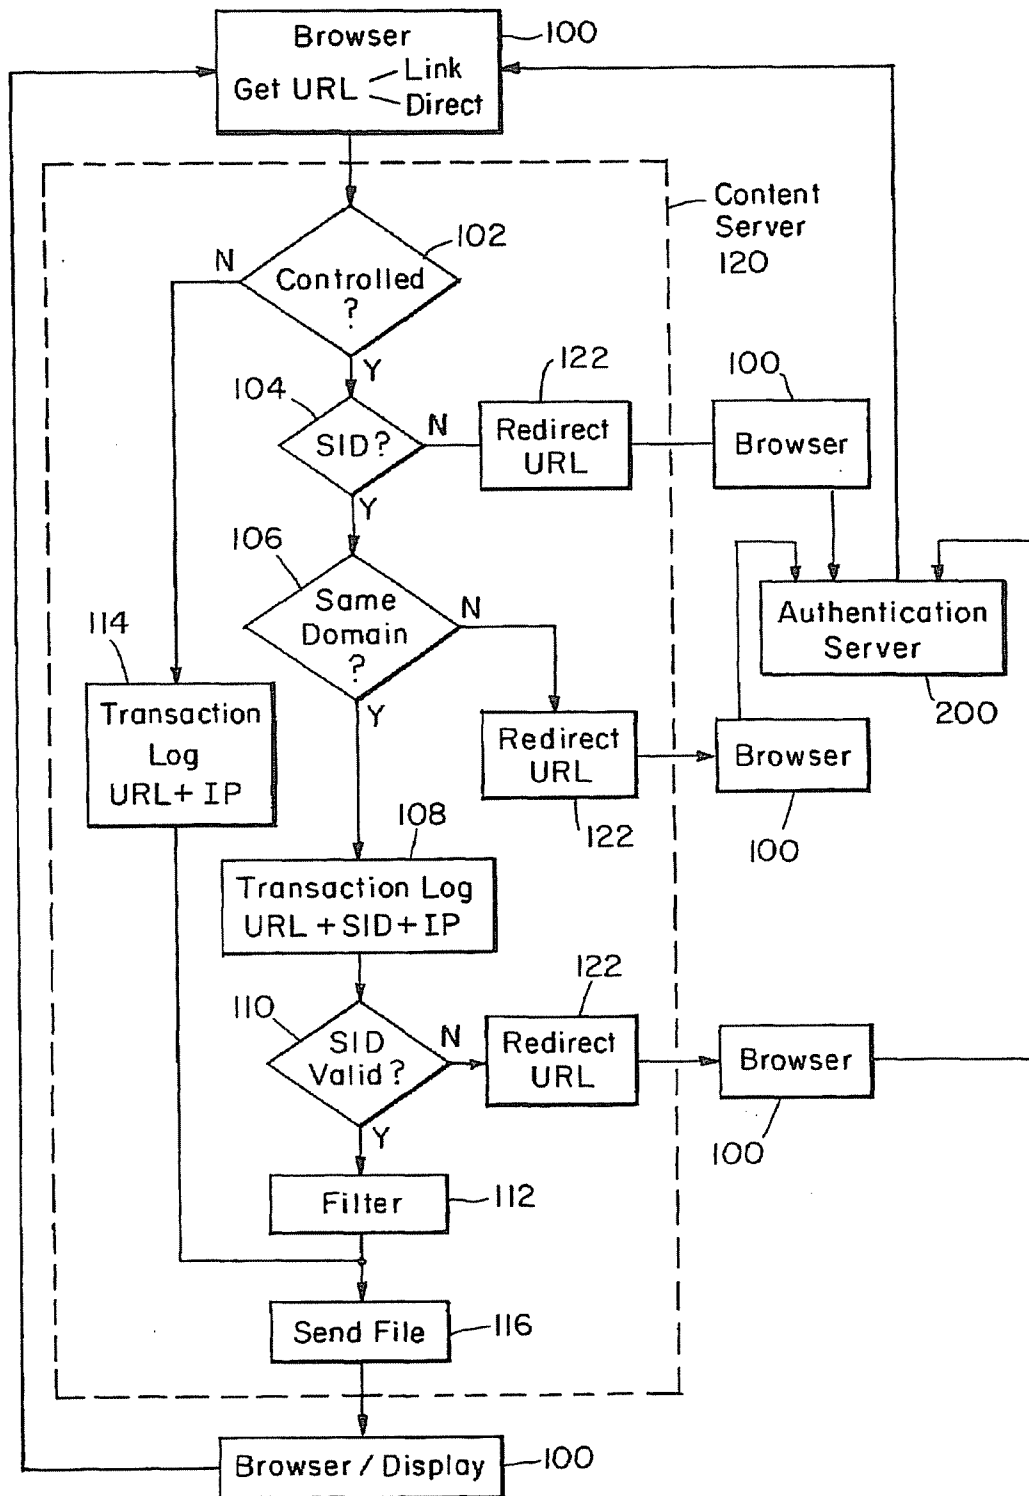 Browser
100
Get URL
Link
Direct
Content
Server
120
102
N
Controlled
?
Y
104
SID?
N
122
Redirect
URL
100
Browser
Y
106
Same
Domain
?
N
Authentication
Server
200
114
Transaction
Log
URL+ IP
Y
Redirect
URL
122
Browser
100
108
Transaction Log
URL +SID+IP
110
SID
Valid?
N
122
Redirect
URL
Browser
100
Y
Filter
112
Send File
116
Browser / Display
100